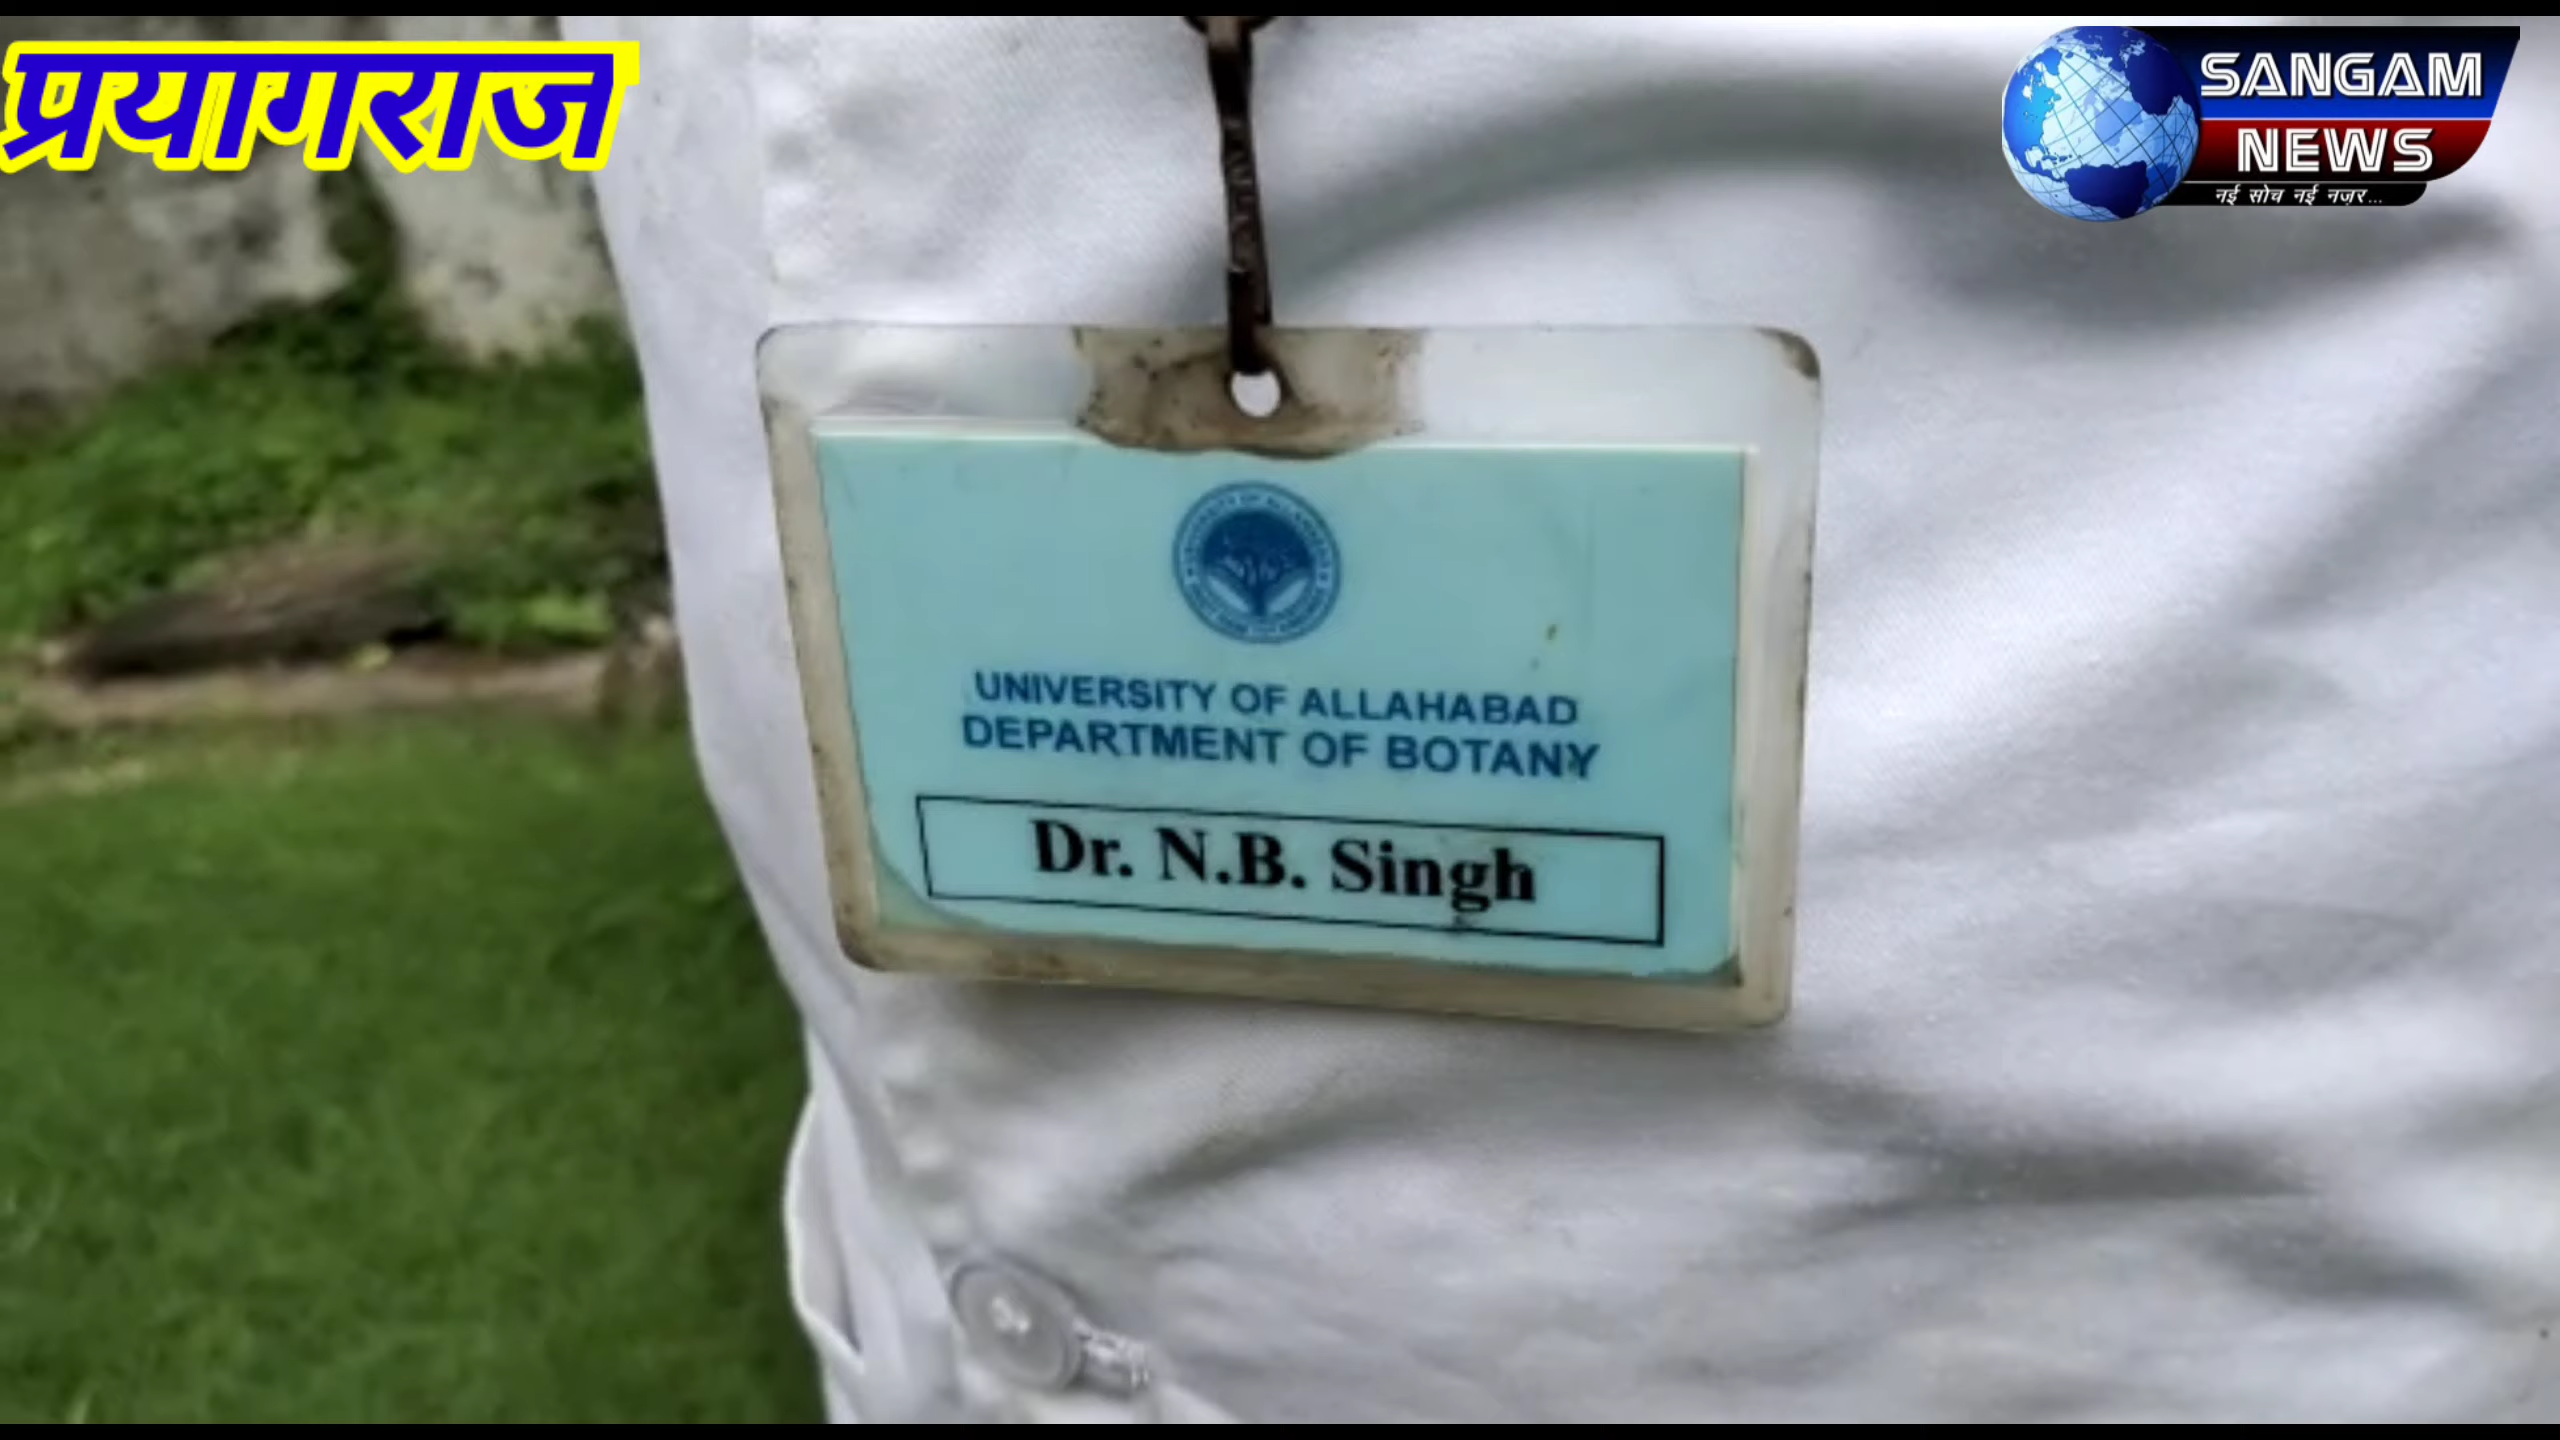 प्रयागराज
SANGAM
NEWS
नई सोच नई नज़र...
UNIVERSITY OF ALLAHABAD
DEPARTMENT OF BOTANY
Dr. N.B. Singh